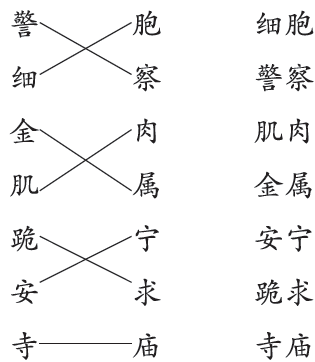 警 胞 细胞
细 察 警察
金 肉 肌肉
肌 属 金属
跪 宁 安宁
安 求 跪求
寺 庙 寺庙